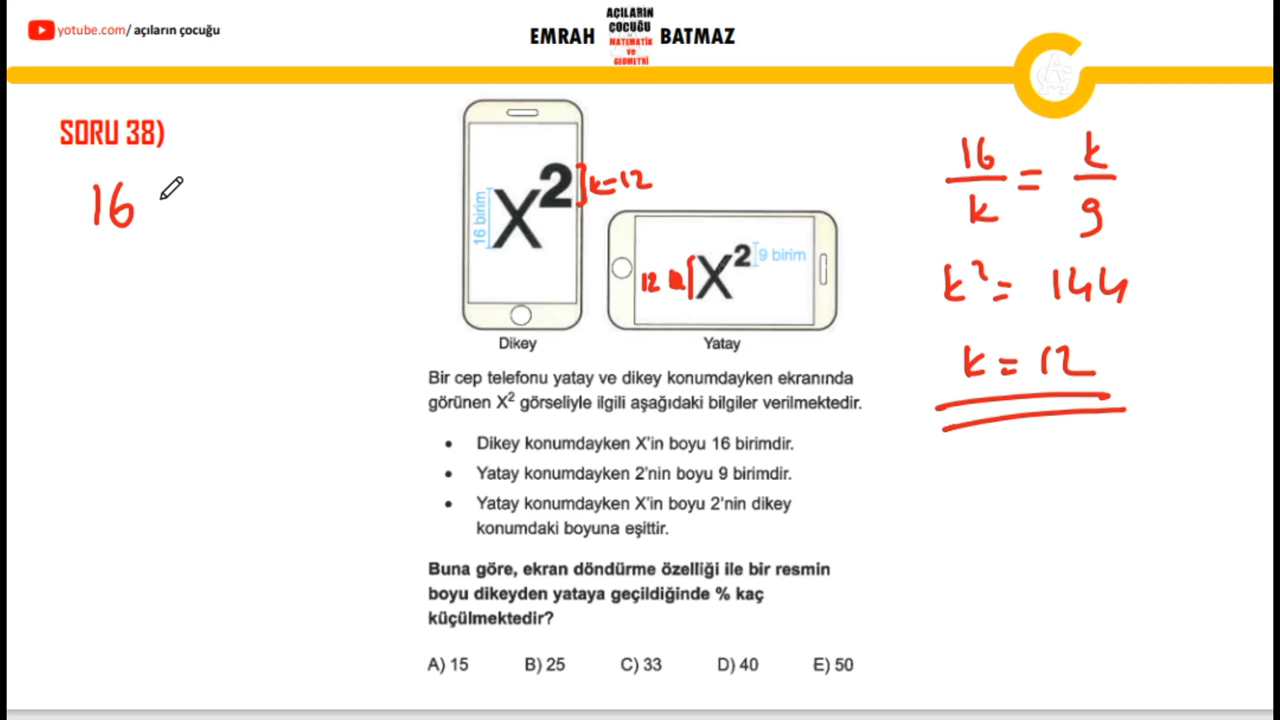 yotube.com/ açıların çocuğu
EMRAH
AÇILARIN
ÇOCUĞU
MATEMATİK
ve
GEOMETRİ
BATMAZ
SORU 38)
16
16 birim
X²
k=12
Dikey
12
X²
9 birim
Yatay
16/k = k/9
k² = 144
k = 12
Bir cep telefonu yatay ve dikey konumdayken ekranında
görünen X² görseliyle ilgili aşağıdaki bilgiler verilmektedir.
• Dikey konumdayken X'in boyu 16 birimdir.
• Yatay konumdayken 2'nin boyu 9 birimdir.
• Yatay konumdayken X'in boyu 2'nin dikey
konumdaki boyuna eşittir.
Buna göre, ekran döndürme özelliği ile bir resmin
boyu dikeyden yataya geçildiğinde % kaç
küçülmektedir?
A) 15 B) 25 C) 33 D) 40 E) 50